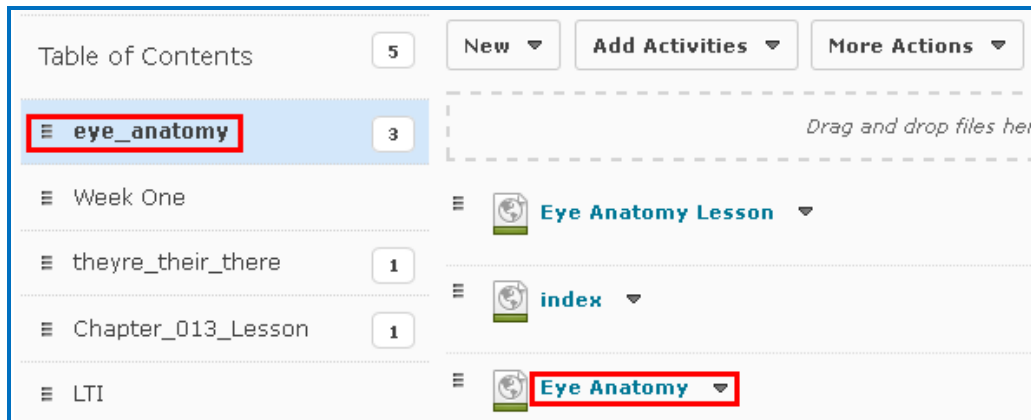 Table of Contents 5
New Add Activities More Actions
eye_anatomy 3
Drag and drop files her
Week One
Eye Anatomy Lesson
theyre_their_there 1
index
Chapter_013_Lesson 1
LTI
Eye Anatomy